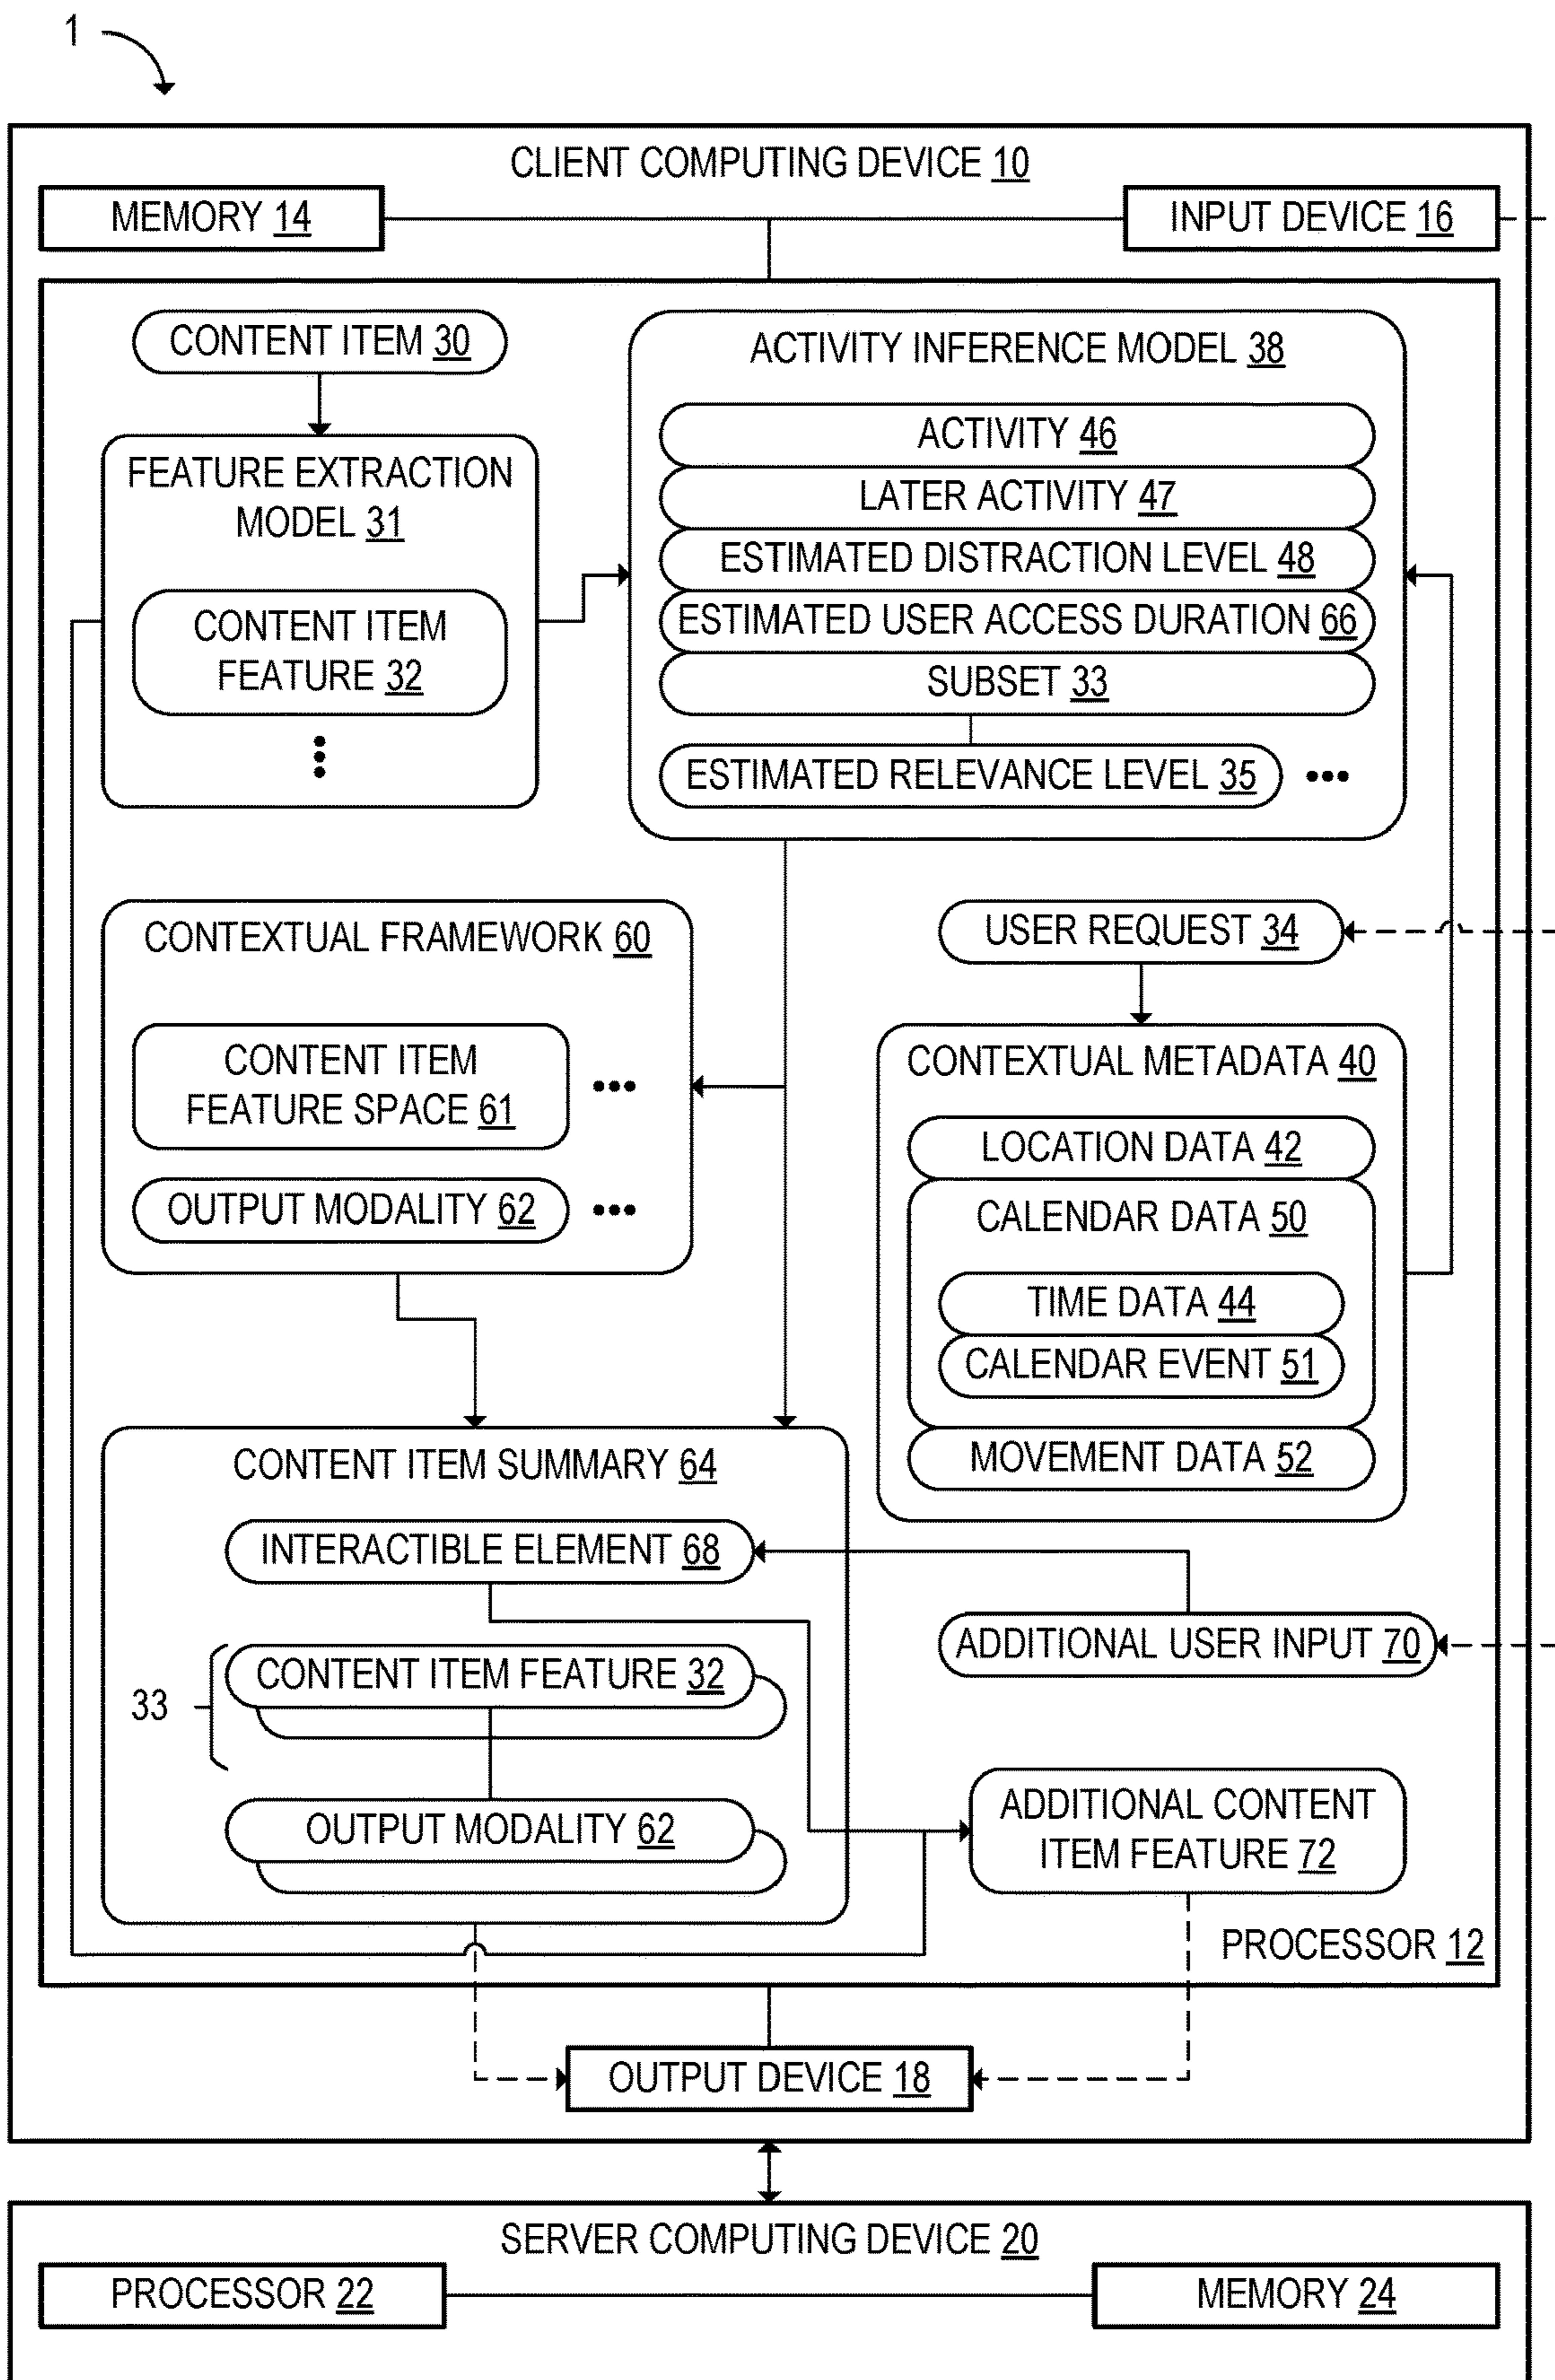 1
CLIENT COMPUTING DEVICE 10
MEMORY 14
INPUT DEVICE 16
CONTENT ITEM 30
FEATURE EXTRACTION
MODEL 31
CONTENT ITEM
FEATURE 32
ACTIVITY INFERENCE MODEL 38
ACTIVITY 46
LATER ACTIVITY 47
ESTIMATED DISTRACTION LEVEL 48
ESTIMATED USER ACCESS DURATION 66
SUBSET 33
ESTIMATED RELEVANCE LEVEL 35
CONTEXTUAL FRAMEWORK 60
CONTENT ITEM
FEATURE SPACE 61
OUTPUT MODALITY 62
USER REQUEST 34
CONTEXTUAL METADATA 40
LOCATION DATA 42
CALENDAR DATA 50
TIME DATA 44
CALENDAR EVENT 51
MOVEMENT DATA 52
CONTENT ITEM SUMMARY 64
INTERACTIBLE ELEMENT 68
33
CONTENT ITEM FEATURE 32
OUTPUT MODALITY 62
ADDITIONAL USER INPUT 70
ADDITIONAL CONTENT
ITEM FEATURE 72
PROCESSOR 12
OUTPUT DEVICE 18
SERVER COMPUTING DEVICE 20
PROCESSOR 22
MEMORY 24